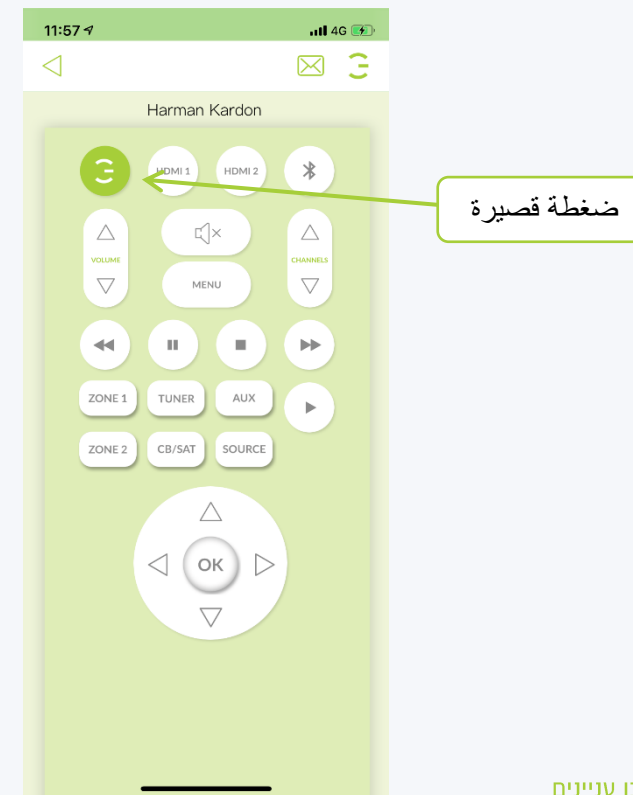 11:57
4G
Harman Kardon
HDMI 1
HDMI 2
ضغطة قصيرة
VOLUME
CHANNELS
MENU
ZONE 1
TUNER
AUX
ZONE 2
CB/SAT
SOURCE
OK
עניינים